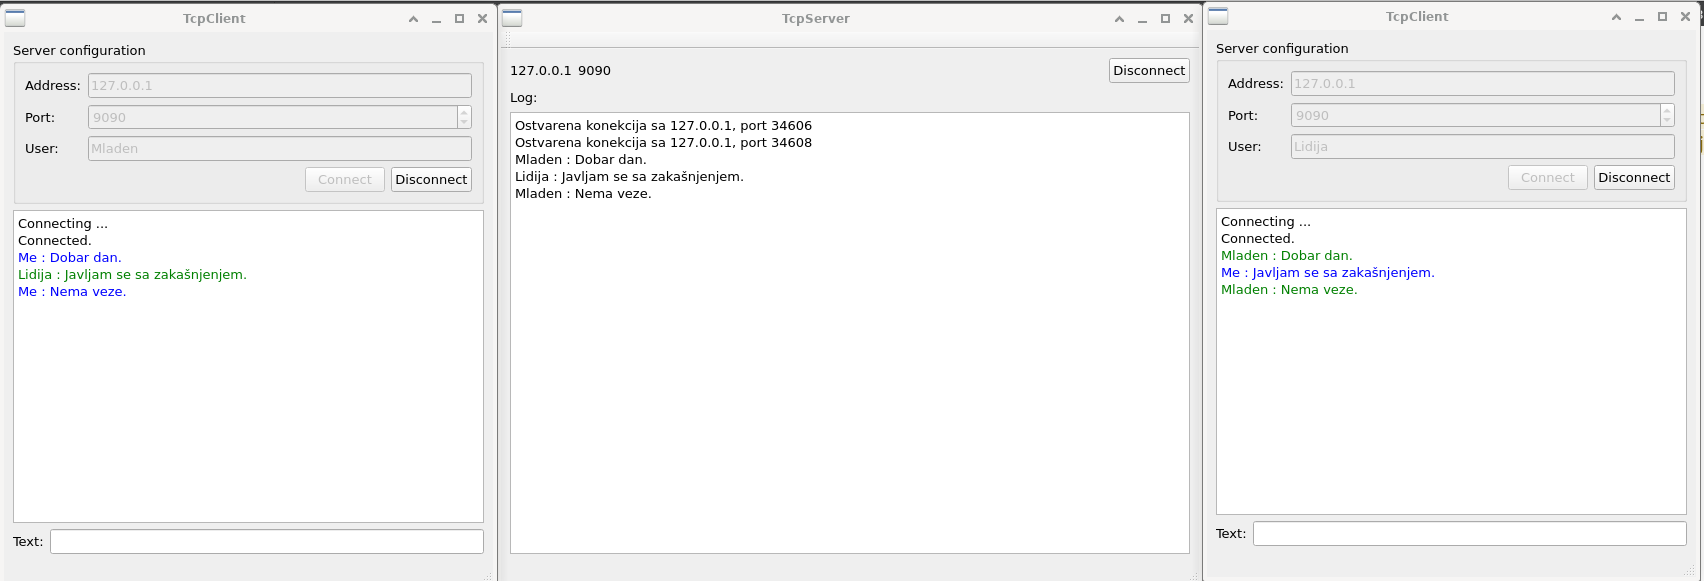 TcpClient
Server configuration
Address: 127.0.0.1
Port: 9090
User: Mladen
Connect Disconnect
Connecting ...
Connected.
Me : Dobar dan.
Lidija : Javljam se sa zakašnjenjem.
Me : Nema veze.
Text:
TcpServer
127.0.0.1 9090 Disconnect
Log:
Ostvarena konekcija sa 127.0.0.1, port 34606
Ostvarena konekcija sa 127.0.0.1, port 34608
Mladen : Dobar dan.
Lidija : Javljam se sa zakašnjenjem.
Mladen : Nema veze.
TcpClient
Server configuration
Address: 127.0.0.1
Port: 9090
User: Lidija
Connect Disconnect
Connecting ...
Connected.
Mladen : Dobar dan.
Me : Javljam se sa zakašnjenjem.
Mladen : Nema veze.
Text: